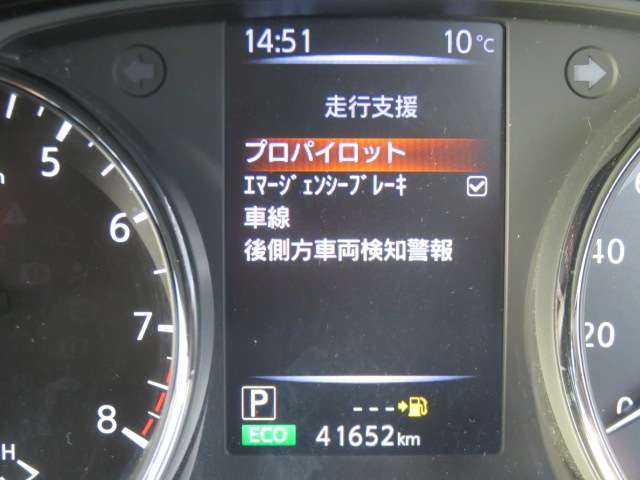 14:51 10°C
走行支援
プロパイロット
ｴﾏｰｼﾞｪﾝｼｰﾌﾞﾚｰｷ
車線
後側方車両検知警報
P ---
ECO 41652km
5
6
7
8
H
40
20
0